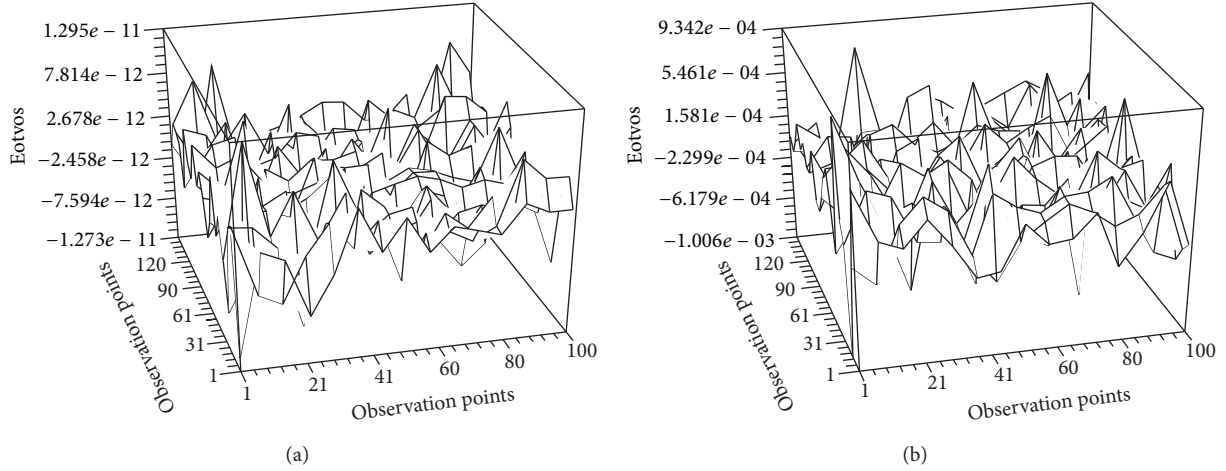 1.295e − 11
7.814e − 12
2.678e − 12
−2.458e − 12
−7.594e − 12
−1.273e − 11
Eotvos
120
90
61
31
1
Observation points
1
21
41
60
80
100
Observation points
(a)
9.342e − 04
5.461e − 04
1.581e − 04
−2.299e − 04
−6.179e − 04
−1.006e − 03
Eotvos
120
90
61
31
1
Observation points
1
21
41
60
80
100
Observation points
(b)